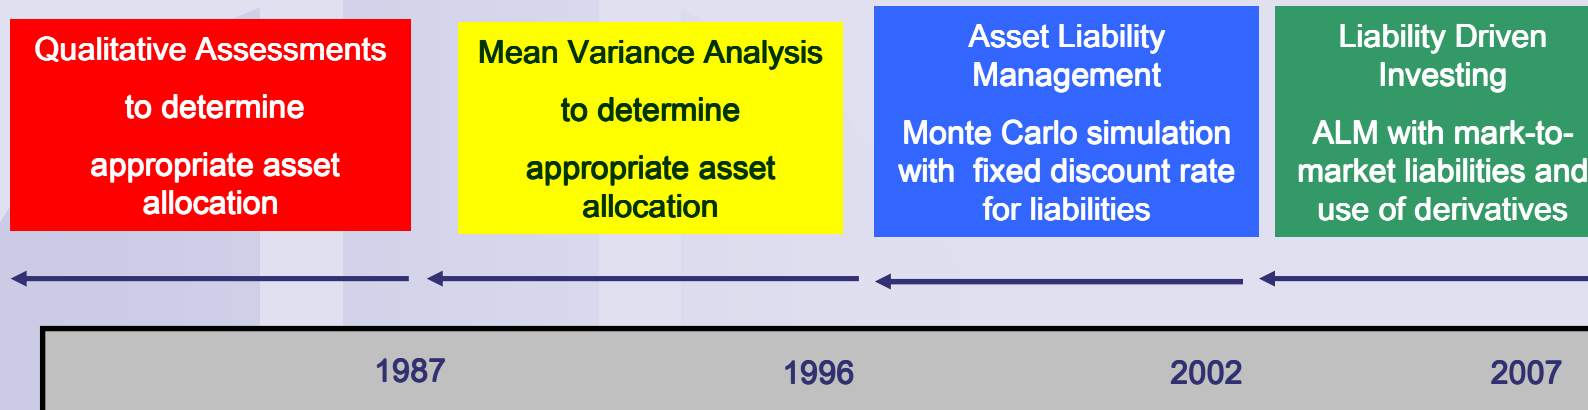 Qualitative Assessments
to determine
appropriate asset
allocation
Mean Variance Analysis
to determine
appropriate asset
allocation
Asset Liability
Management
Monte Carlo simulation
with fixed discount rate
for liabilities
Liability Driven
Investing
ALM with mark-to-
market liabilities and
use of derivatives
1987
1996
2002
2007